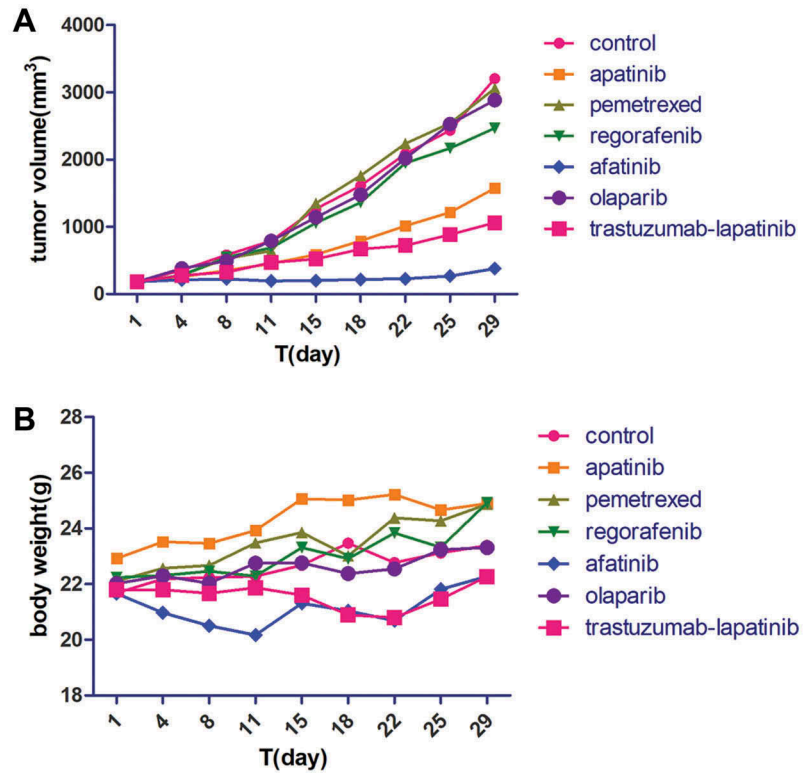 A
tumor volume(mm³)
4000
3000
2000
1000
0
1 4 8 11 15 18 22 25 29
T(day)
control
apatinib
pemetrexed
regorafenib
afatinib
olaparib
trastuzumab-lapatinib
B
body weight(g)
28
26
24
22
20
18
1 4 8 11 15 18 22 25 29
T(day)
control
apatinib
pemetrexed
regorafenib
afatinib
olaparib
trastuzumab-lapatinib